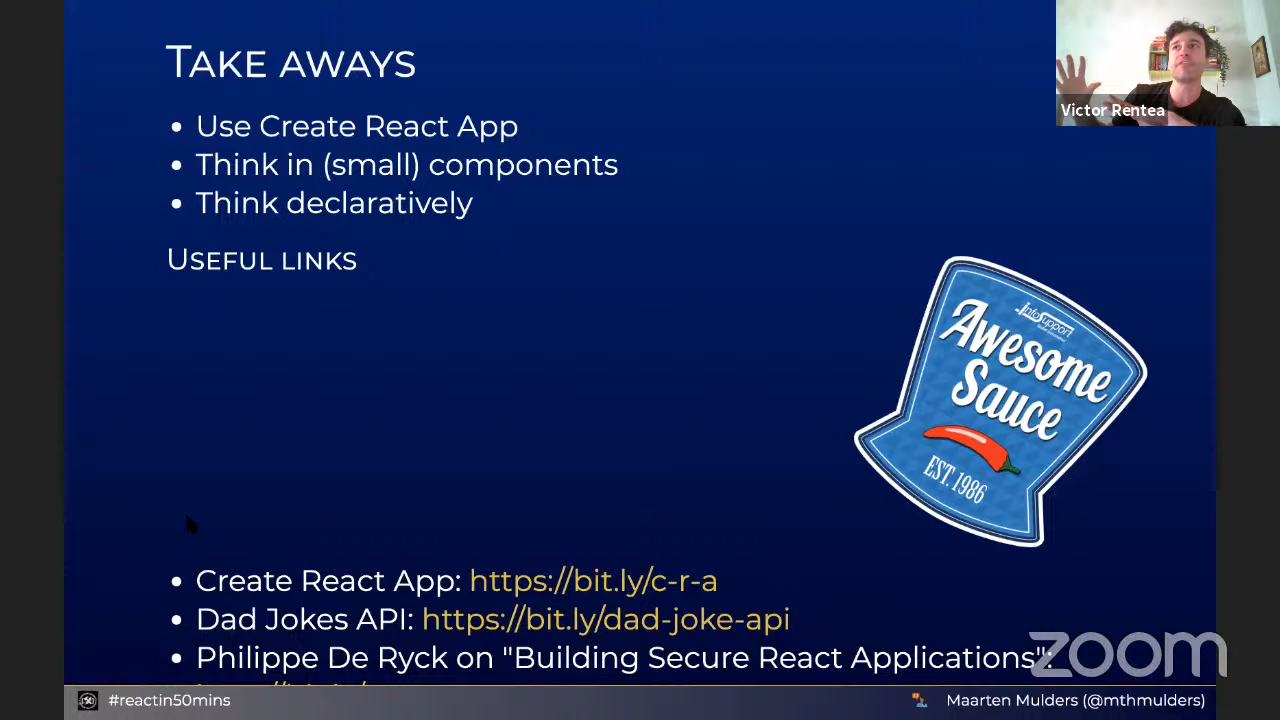 TAKE AWAYS
• Use Create React App
• Think in (small) components
• Think declaratively
USEFUL LINKS
Victor Rentea
infoSupport
Awesome
Sauce
EST. 1986
• Create React App: https://bit.ly/c-r-a
• Dad Jokes API: https://bit.ly/dad-joke-api
• Philippe De Ryck on "Building Secure React Applications":
zoom
#reactin50mins
Maarten Mulders (@mthmulders)